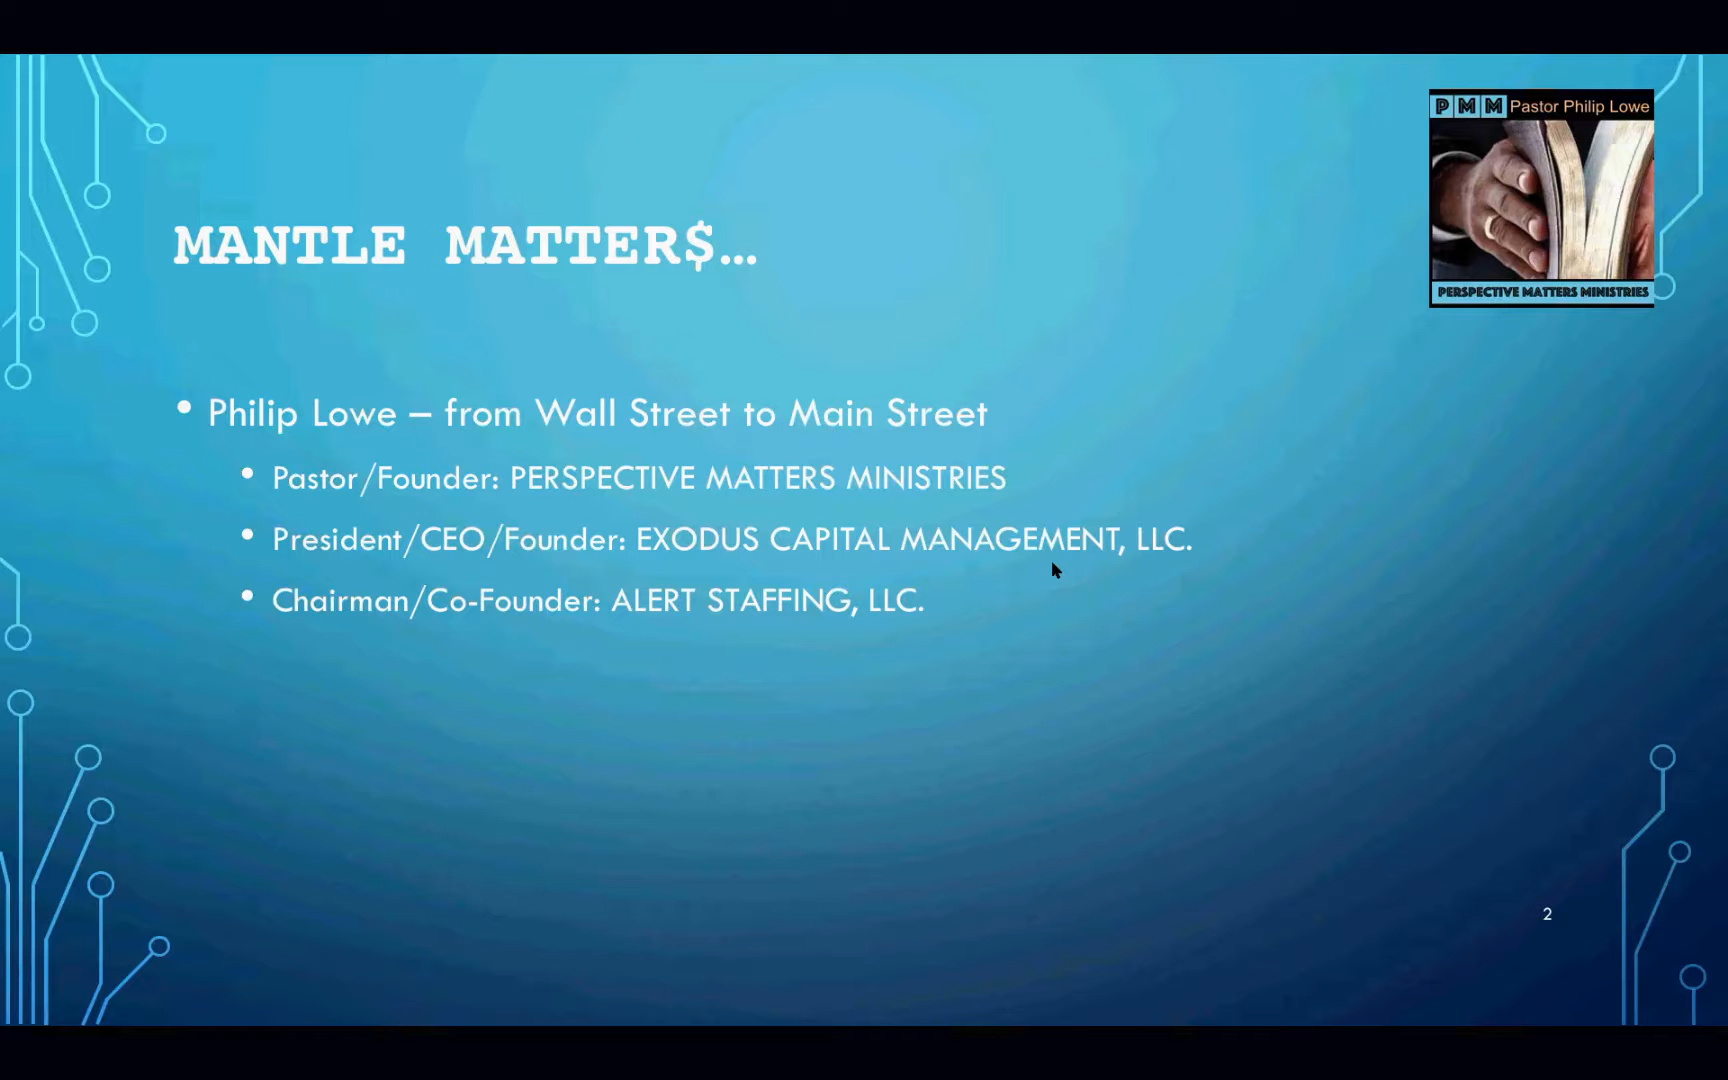 PMM Pastor Philip Lowe
PERSPECTIVE MATTERS MINISTRIES
MANTLE MATTER$...
• Philip Lowe – from Wall Street to Main Street
• Pastor/Founder: PERSPECTIVE MATTERS MINISTRIES
• President/CEO/Founder: EXODUS CAPITAL MANAGEMENT, LLC.
• Chairman/Co-Founder: ALERT STAFFING, LLC.
2